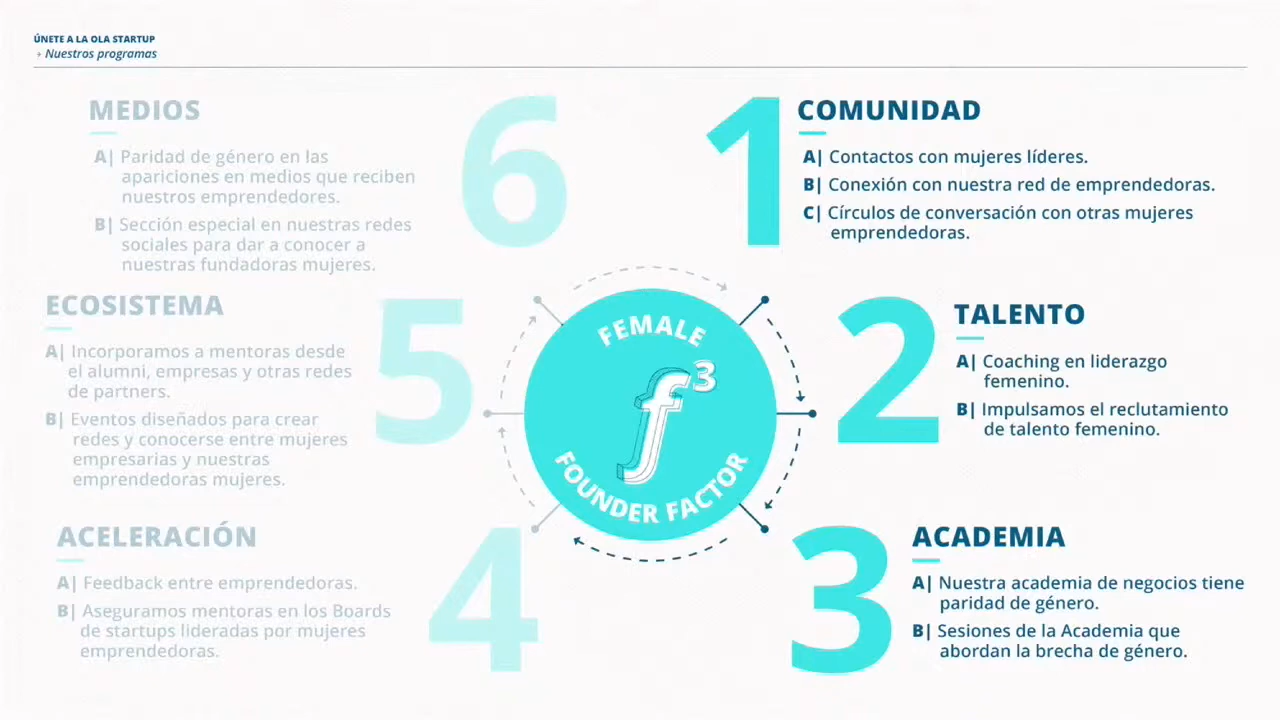 ÚNETE A LA OLA STARTUP
+ Nuestros programas
1
COMUNIDAD
A| Contactos con mujeres líderes.
B| Conexión con nuestra red de emprendedoras.
C| Círculos de conversación con otras mujeres
emprendedoras.
2
TALENTO
A| Coaching en liderazgo
femenino.
B| Impulsamos el reclutamiento
de talento femenino.
3
ACADEMIA
A| Nuestra academia de negocios tiene
paridad de género.
B| Sesiones de la Academia que
abordan la brecha de género.
4
ACELERACIÓN
A| Feedback entre emprendedoras.
B| Aseguramos mentoras en los Boards
de startups lideradas por mujeres
emprendedoras.
5
ECOSISTEMA
A| Incorporamos a mentoras desde
el alumni, empresas y otras redes
de partners.
B| Eventos diseñados para crear
redes y conocerse entre mujeres
empresarias y nuestras
emprendedoras mujeres.
6
MEDIOS
A| Paridad de género en las
apariciones en medios que reciben
nuestros emprendedores.
B| Sección especial en nuestras redes
sociales para dar a conocer a
nuestras fundadoras mujeres.
FEMALE
f3
FOUNDER FACTOR